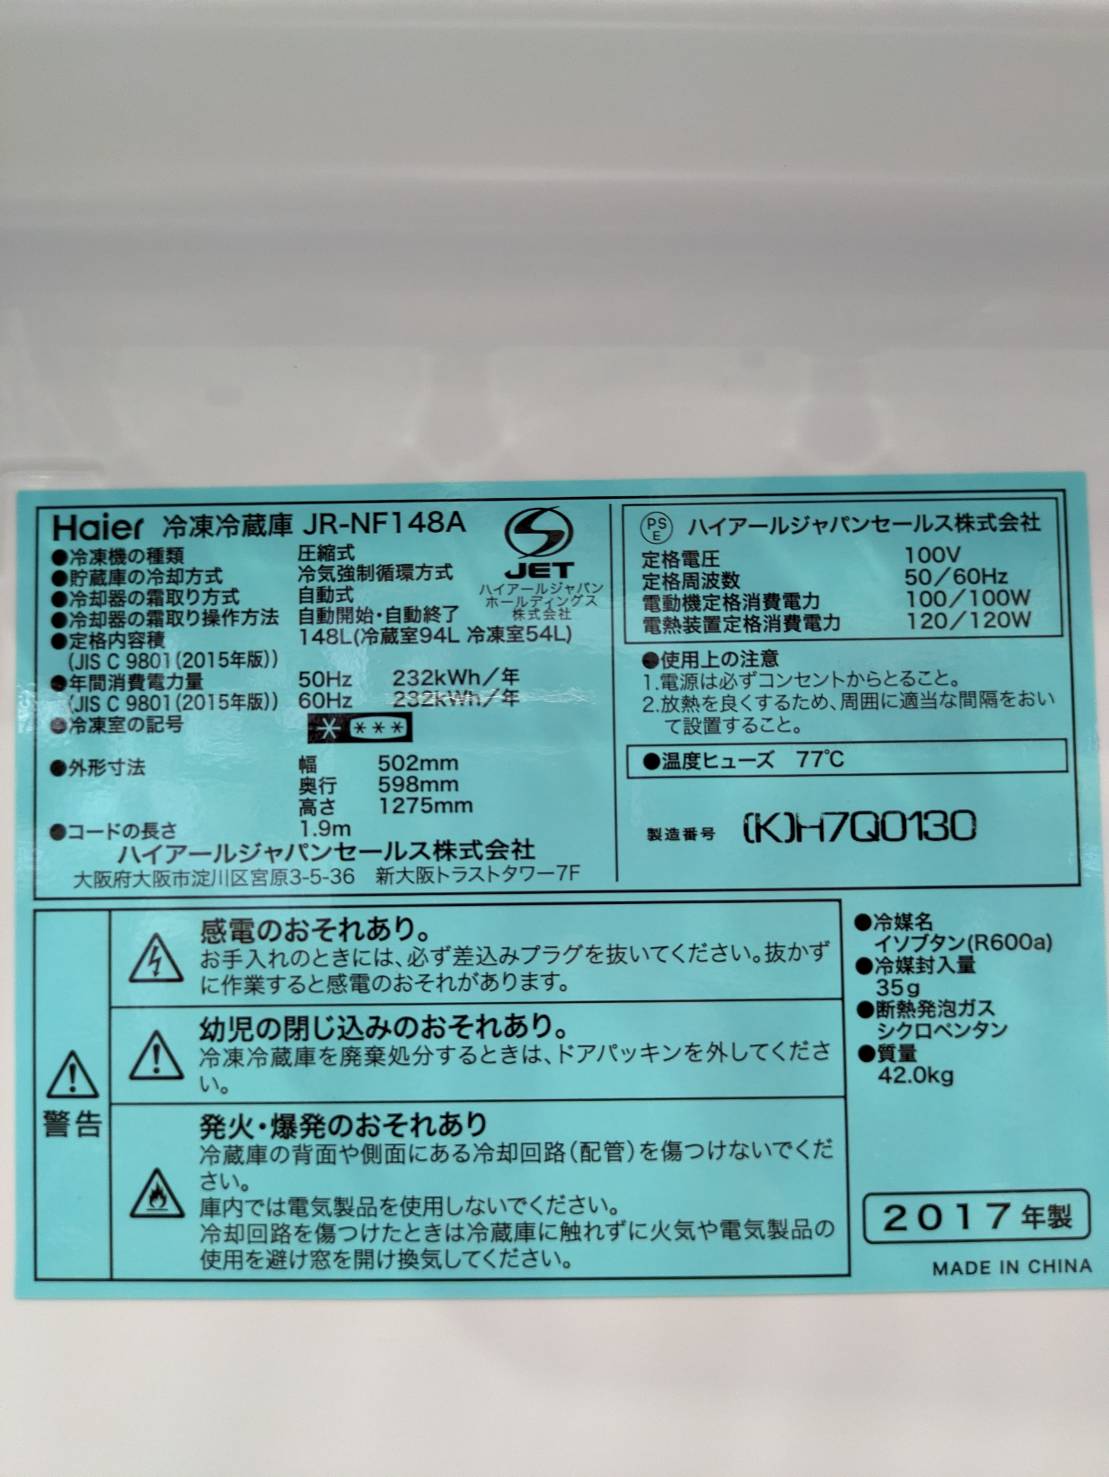 Haier 冷凍冷蔵庫 JR-NF148A
●冷凍機の種類 圧縮式
●貯蔵庫の冷却方式 冷気強制循環方式
●冷却器の霜取り方式 自動式
●冷却器の霜取り操作方法 自動開始・自動終了
●定格内容積 148L(冷蔵室94L 冷凍室54L)
(JIS C 9801(2015年版))
●年間消費電力量 50Hz 232kWh/年
(JIS C 9801(2015年版)) 60Hz 232kWh/年
●冷凍室の記号
●外形寸法 幅 502mm
奥行 598mm
高さ 1275mm
●コードの長さ 1.9m
ハイアールジャパンセールス株式会社
大阪府大阪市淀川区宮原3-5-36 新大阪トラストタワー7F
JET
ハイアールジャパン
ホールディングス
株式会社
PS
E
ハイアールジャパンセールス株式会社
定格電圧 100V
定格周波数 50/60Hz
電動機定格消費電力 100/100W
電熱装置定格消費電力 120/120W
●使用上の注意
1.電源は必ずコンセントからとること。
2.放熱を良くするため、周囲に適当な間隔をおい
て設置すること。
●温度ヒューズ 77℃
製造番号 (K)H7Q0130
警告
感電のおそれあり。
お手入れのときには、必ず差込みプラグを抜いてください。抜かず
に作業すると感電のおそれがあります。
幼児の閉じ込みのおそれあり。
冷凍冷蔵庫を廃棄処分するときは、ドアパッキンを外してくださ
い。
発火・爆発のおそれあり
冷蔵庫の背面や側面にある冷却回路(配管)を傷つけないでくだ
さい。
庫内では電気製品を使用しないでください。
冷却回路を傷つけたときは冷蔵庫に触れずに火気や電気製品の
使用を避け窓を開け換気してください。
●冷媒名
イソブタン(R600a)
●冷媒封入量
35g
●断熱発泡ガス
シクロペンタン
●質量
42.0kg
2017年製
MADE IN CHINA